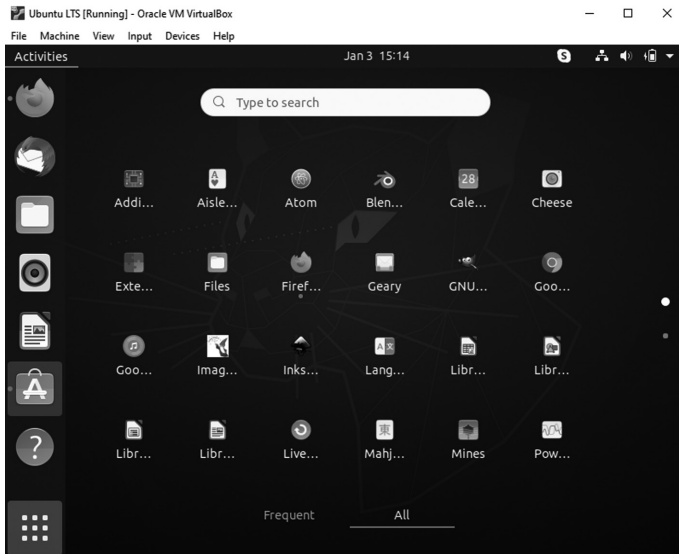 Ubuntu LTS [Running] - Oracle VM VirtualBox
File Machine View Input Devices Help
Activities Jan 3 15:14 S
Type to search
28
Addi... Aisle... Atom Blen... Cale... Cheese
Exte... Files Firef... Geary GNU... Goo...
A 文
Goo... Imag... Inks... Lang... Libr... Libr...
東
Libr... Libr... Live... Mahj... Mines Pow...
?
Frequent All